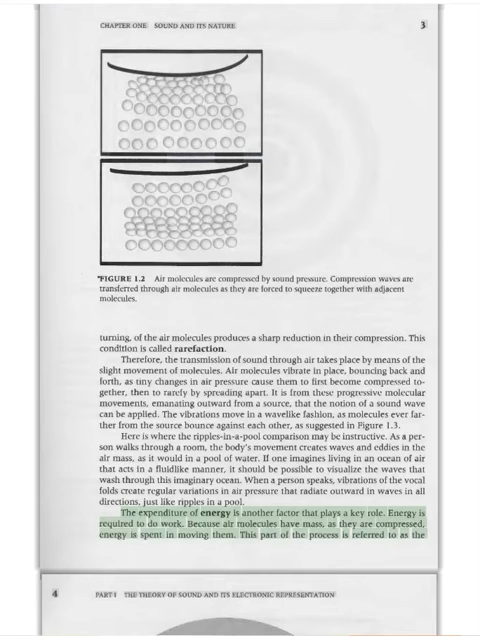 CHAPTER ONE SOUND AND ITS NATURE 3
FIGURE 1.2 Air molecules are compressed by sound pressure. Compression waves are
transferred through air molecules as they are forced to squeeze together with adjacent
molecules.
turning, of the air molecules produces a sharp reduction in their compression. This
condition is called rarefaction.
Therefore, the transmission of sound through air takes place by means of the
slight movement of molecules. Air molecules vibrate in place, bouncing back and
forth, as tiny changes in air pressure cause them to first become compressed to-
gether, then to rarefy by spreading apart. It is from these progressive molecular
movements, emanating outward from a source, that the notion of a sound wave
can be applied. The vibrations move in a wavelike fashion, as molecules ever far-
ther from the source bounce against each other, as suggested in Figure 1.3.
Here is where the ripples-in-a-pool comparison may be instructive. As a per-
son walks through a room, the body's movement creates waves and eddies in the
air mass, as it would in a pool of water. If one imagines living in an ocean of air
that acts in a fluidlike manner, it should be possible to visualize the waves that
wash through this imaginary ocean. When a person speaks, vibrations of the vocal
folds create regular variations in air pressure that radiate outward in waves in all
directions, just like ripples in a pool.
The expenditure of energy is another factor that plays a key role. Energy is
required to do work. Because air molecules have mass, as they are compressed,
energy is spent in moving them. This part of the process is referred to as the
4 PART I THE THEORY OF SOUND AND ITS ELECTRONIC REPRESENTATION